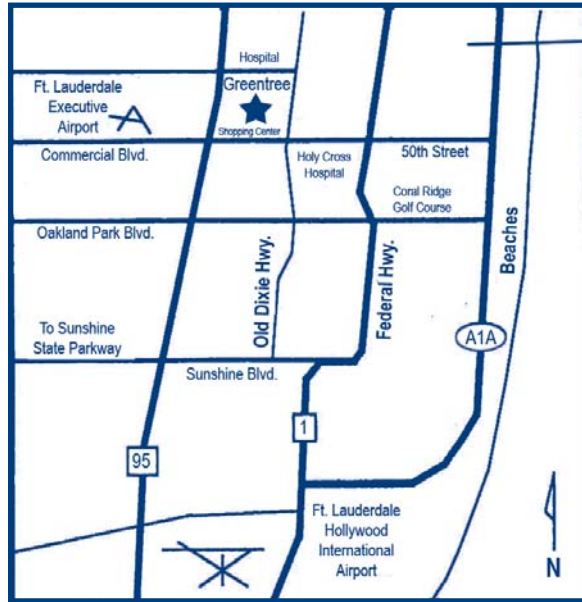 Hospital
Greentree
Shopping Center
Ft. Lauderdale
Executive
Airport
Commercial Blvd.
50th Street
Holy Cross
Hospital
Coral Ridge
Golf Course
Oakland Park Blvd.
Old Dixie Hwy.
Federal Hwy.
Beaches
To Sunshine
State Parkway
A1A
Sunshine Blvd.
1
95
Ft. Lauderdale
Hollywood
International
Airport
N